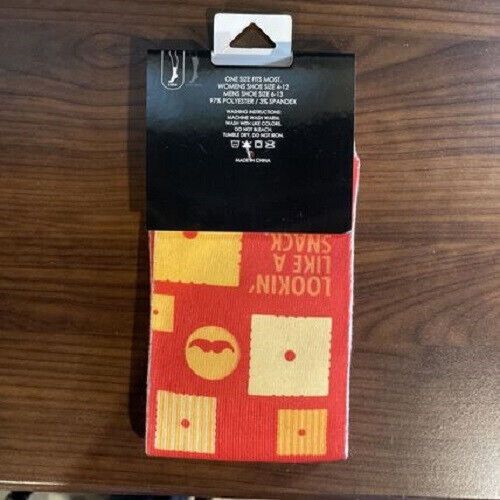 ONE SIZE FITS MOST.
WOMENS SHOE SIZE 4-12
MENS SHOE SIZE 6-13
97% POLYESTER / 3% SPANDEX
WASHING INSTRUCTIONS:
MACHINE WASH WARM.
WASH WITH LIKE COLORS.
DO NOT BLEACH.
TUMBLE DRY. DO NOT IRON.
MADE IN CHINA
LOOKIN'
LIKE A
SNACK.